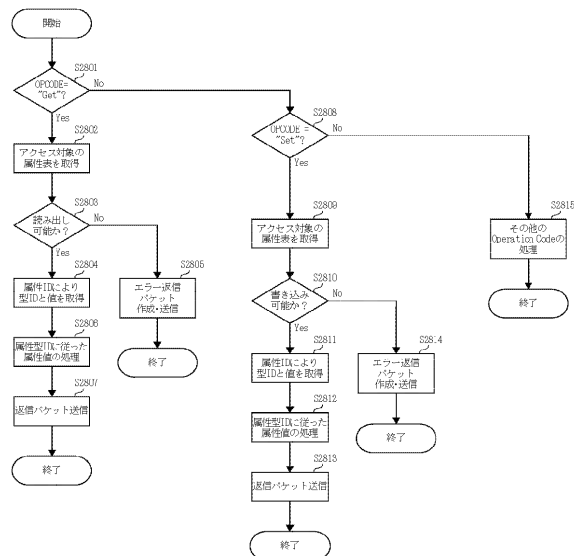 開始
S2801
OPCODE=
"Get"?
No
Yes
S2802
アクセス対象の
属性表を取得
S2803
読み出し
可能か？
No
Yes
S2804
属性IDにより
型IDと値を取得
S2805
エラー返信
パケット
作成・送信
終了
S2806
属性型IDに従った
属性値の処理
S2807
返信パケット送信
終了
S2808
OPCODE =
"Set"?
No
Yes
S2809
アクセス対象の
属性表を取得
S2810
書き込み
可能か？
No
Yes
S2811
属性IDにより
型IDと値を取得
S2812
属性型IDに従った
属性値の処理
S2813
返信パケット送信
終了
S2814
エラー返信
パケット
作成・送信
終了
S2815
その他の
Operation Codeの
処理
終了